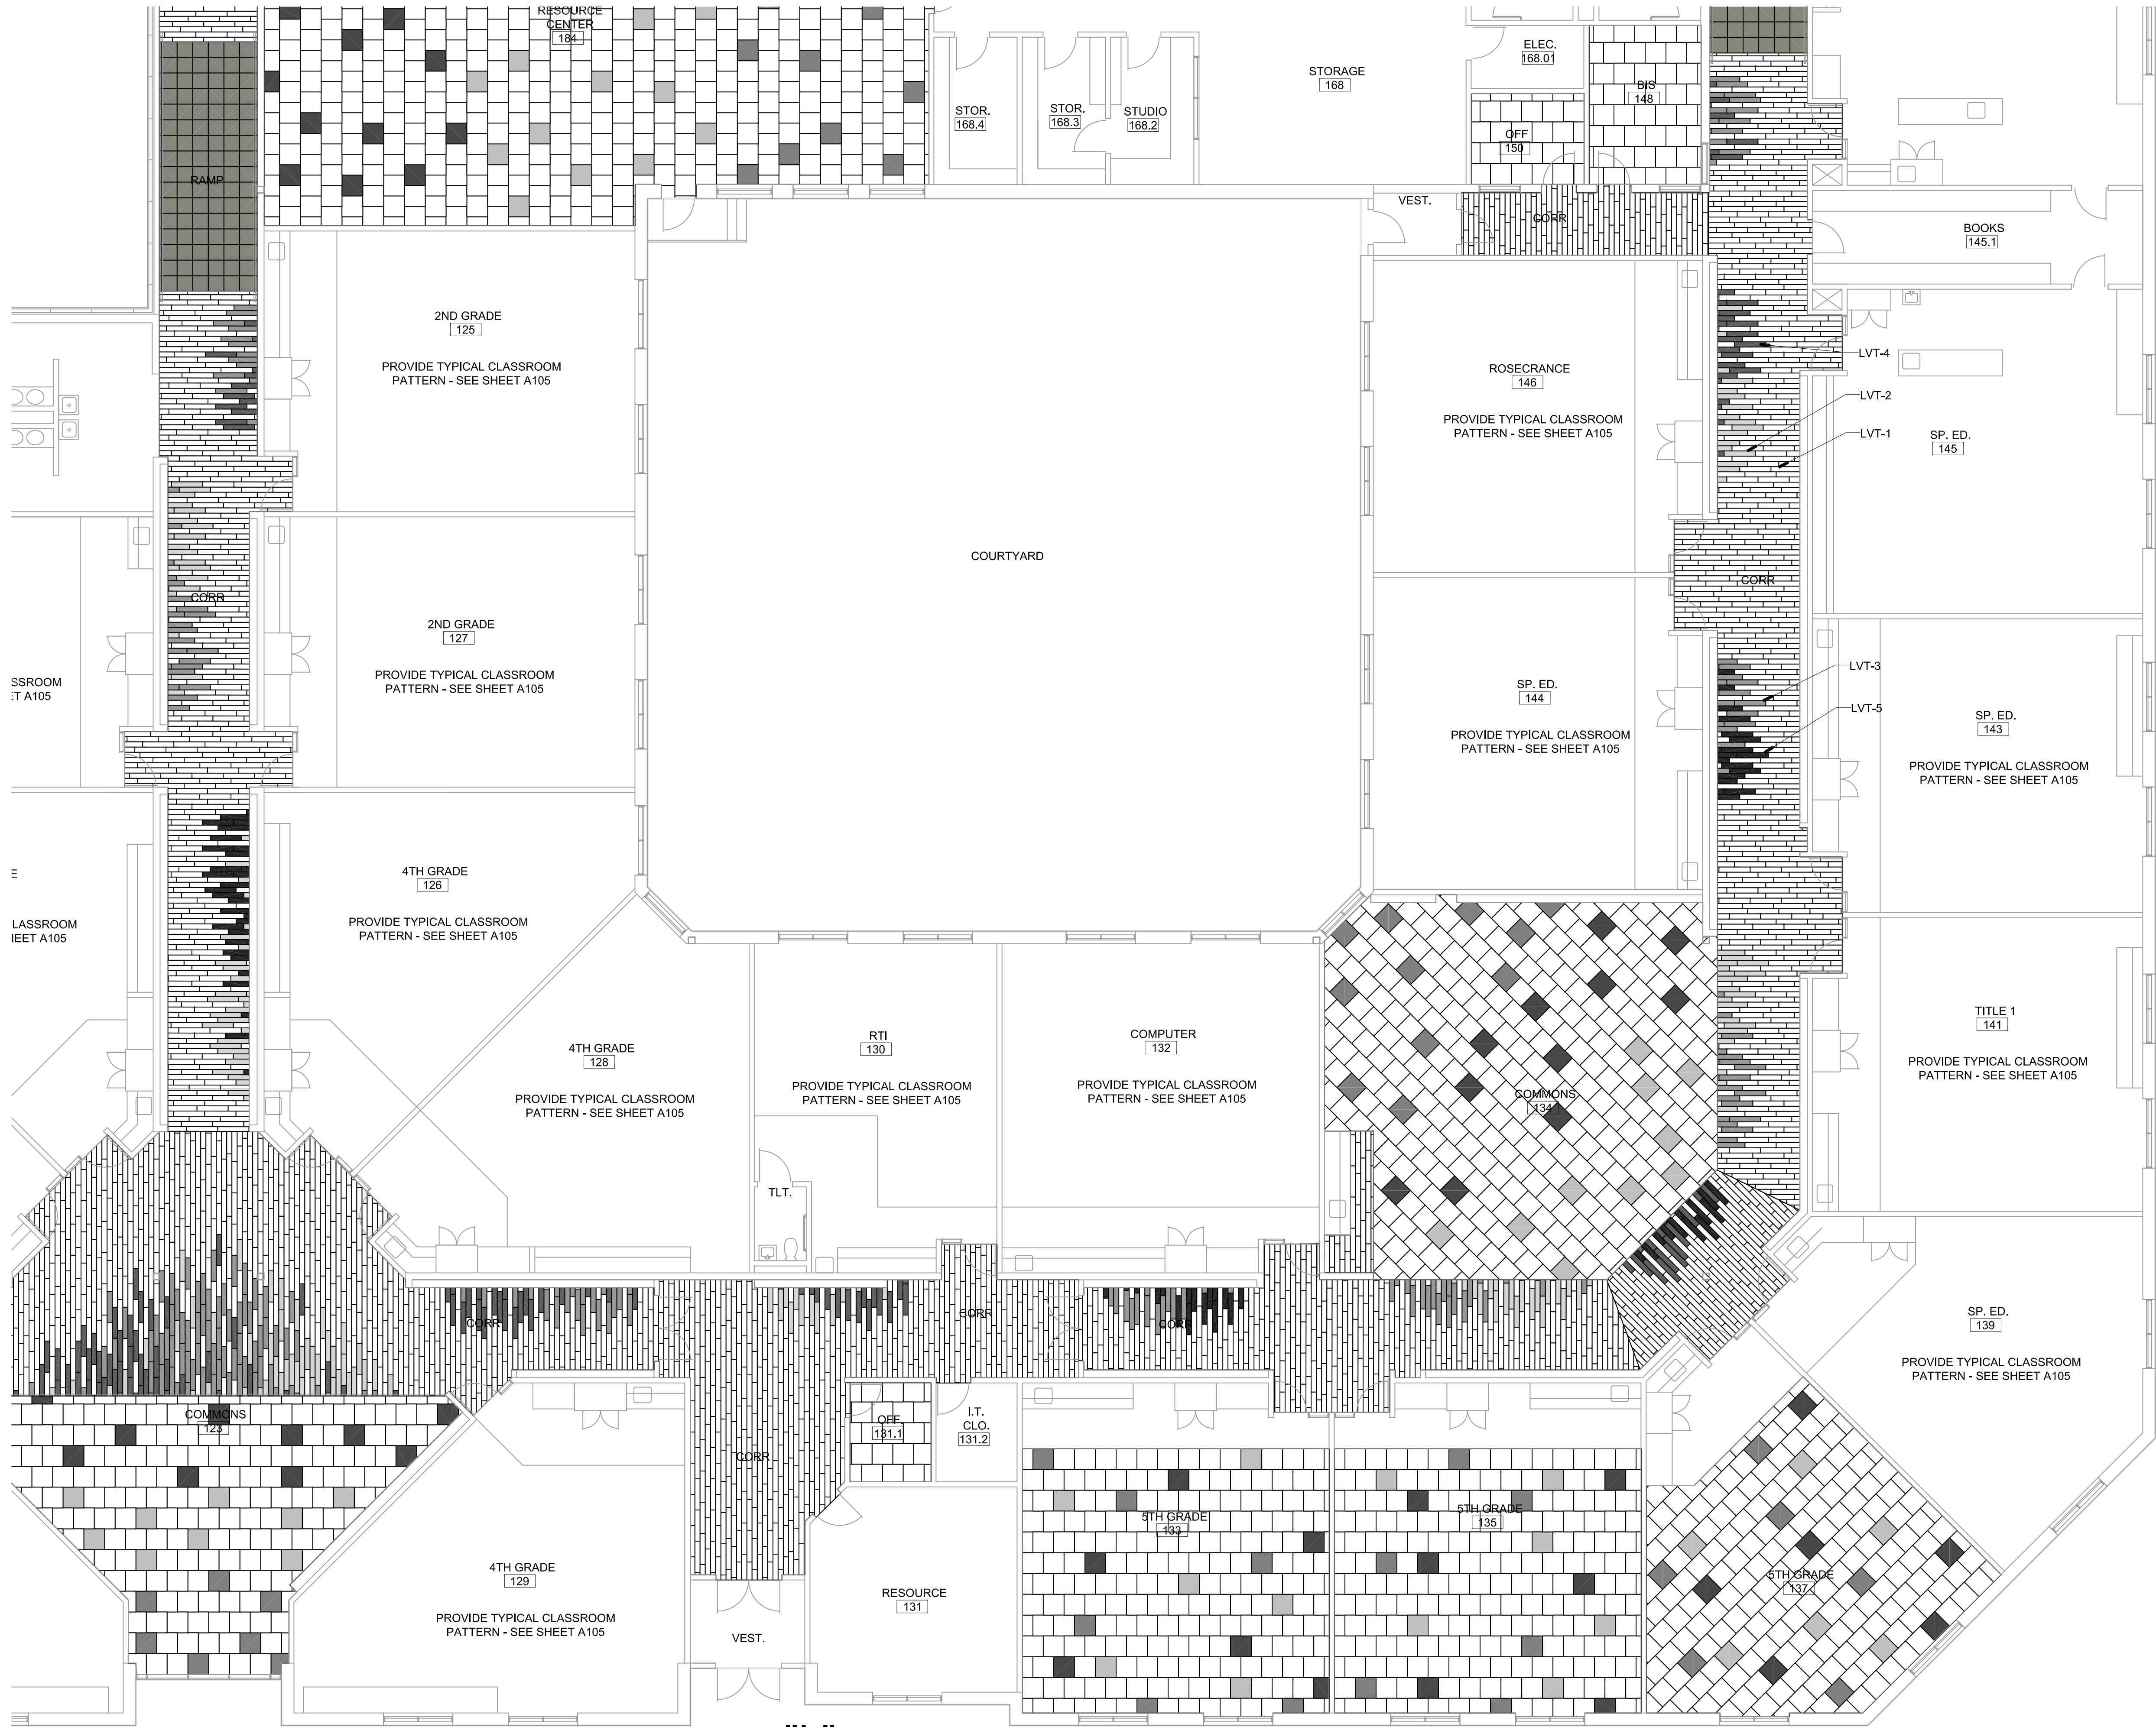 RESOURCE
CENTER
184
STOR.
168.4
STOR.
168.3
STUDIO
168.2
STORAGE
168
ELEC.
168.01
BIS
148
OFF
150
RAMP
VEST.
CORR
BOOKS
145.1
2ND GRADE
125
PROVIDE TYPICAL CLASSROOM
PATTERN - SEE SHEET A105
ROSECRANCE
146
PROVIDE TYPICAL CLASSROOM
PATTERN - SEE SHEET A105
LVT-4
LVT-2
LVT-1
SP. ED.
145
COURTYARD
CORR
CORR
2ND GRADE
127
PROVIDE TYPICAL CLASSROOM
PATTERN - SEE SHEET A105
SSROOM
ET A105
SP. ED.
144
PROVIDE TYPICAL CLASSROOM
PATTERN - SEE SHEET A105
LVT-3
LVT-5
SP. ED.
143
PROVIDE TYPICAL CLASSROOM
PATTERN - SEE SHEET A105
4TH GRADE
126
PROVIDE TYPICAL CLASSROOM
PATTERN - SEE SHEET A105
LASSROOM
HEET A105
4TH GRADE
128
PROVIDE TYPICAL CLASSROOM
PATTERN - SEE SHEET A105
RTI
130
PROVIDE TYPICAL CLASSROOM
PATTERN - SEE SHEET A105
COMPUTER
132
PROVIDE TYPICAL CLASSROOM
PATTERN - SEE SHEET A105
COMMONS
134
TITLE 1
141
PROVIDE TYPICAL CLASSROOM
PATTERN - SEE SHEET A105
TLT.
CORR
CORR
CORR
SP. ED.
139
PROVIDE TYPICAL CLASSROOM
PATTERN - SEE SHEET A105
COMMONS
123
OFF.
131.1
I.T.
CLO.
131.2
CORR
5TH GRADE
133
5TH GRADE
135
5TH GRADE
137
4TH GRADE
129
PROVIDE TYPICAL CLASSROOM
PATTERN - SEE SHEET A105
RESOURCE
131
VEST.